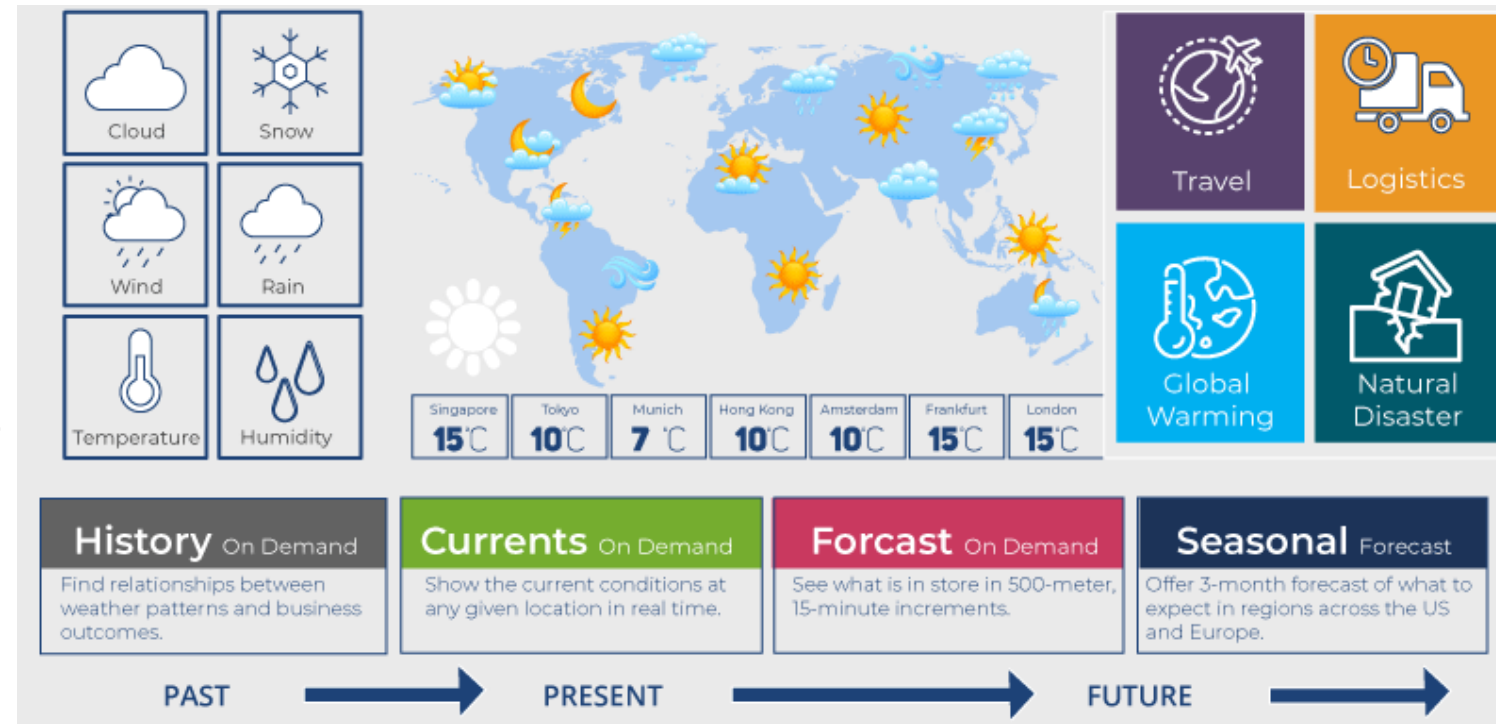 Cloud
Snow
Wind
Rain
Temperature
Humidity
Singapore
15°C
Tokyo
10°C
Munich
7 °C
Hong Kong
10°C
Amsterdam
10°C
Frankfurt
15°C
London
15°C
Travel
Logistics
Global
Warming
Natural
Disaster
History On Demand
Find relationships between
weather patterns and business
outcomes.
Currents On Demand
Show the current conditions at
any given location in real time.
Forcast On Demand
See what is in store in 500-meter,
15-minute increments.
Seasonal Forecast
Offer 3-month forecast of what to
expect in regions across the US
and Europe.
PAST
PRESENT
FUTURE